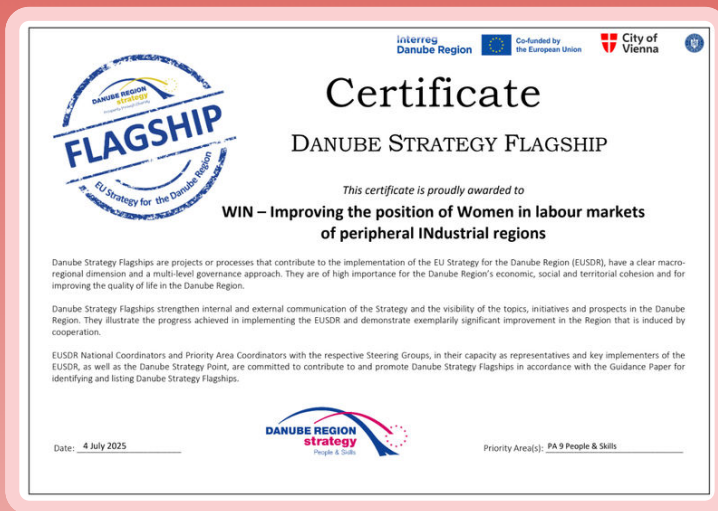 Interreg
Danube Region
Co-funded by
the European Union
City of
Vienna
DANUBE REGION
strategy
FLAGSHIP
EU Strategy for the Danube Region
Certificate
DANUBE STRATEGY FLAGSHIP
This certificate is proudly awarded to
WIN – Improving the position of Women in labour markets
of peripheral INdustrial regions
Danube Strategy Flagships are projects or processes that contribute to the implementation of the EU Strategy for the Danube Region (EUSDR), have a clear macro-
regional dimension and a multi-level governance approach. They are of high importance for the Danube Region's economic, social and territorial cohesion and for
improving the quality of life in the Danube Region.
Danube Strategy Flagships strengthen internal and external communication of the Strategy and the visibility of the topics, initiatives and prospects in the Danube
Region. They illustrate the progress achieved in implementing the EUSDR and demonstrate exemplarily significant improvement in the Region that is induced by
cooperation.
EUSDR National Coordinators and Priority Area Coordinators with the respective Steering Groups, in their capacity as representatives and key implementers of the
EUSDR, as well as the Danube Strategy Point, are committed to contribute to and promote Danube Strategy Flagships in accordance with the Guidance Paper for
identifying and listing Danube Strategy Flagships.
DANUBE REGION
strategy
People & Skills
Date: 4 July 2025
Priority Area(s): PA 9 People & Skills